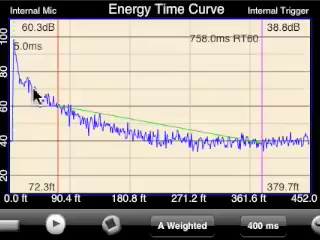 Internal Mic Energy Time Curve Internal Trigger
60.3dB 38.8dB
5.0ms 758.0ms RT60
100
80
60
40
72.3ft 379.7ft
0.0 ft 90.4 ft 180.8 ft 271.2 ft 361.6 ft 452.0
A Weighted 400 ms